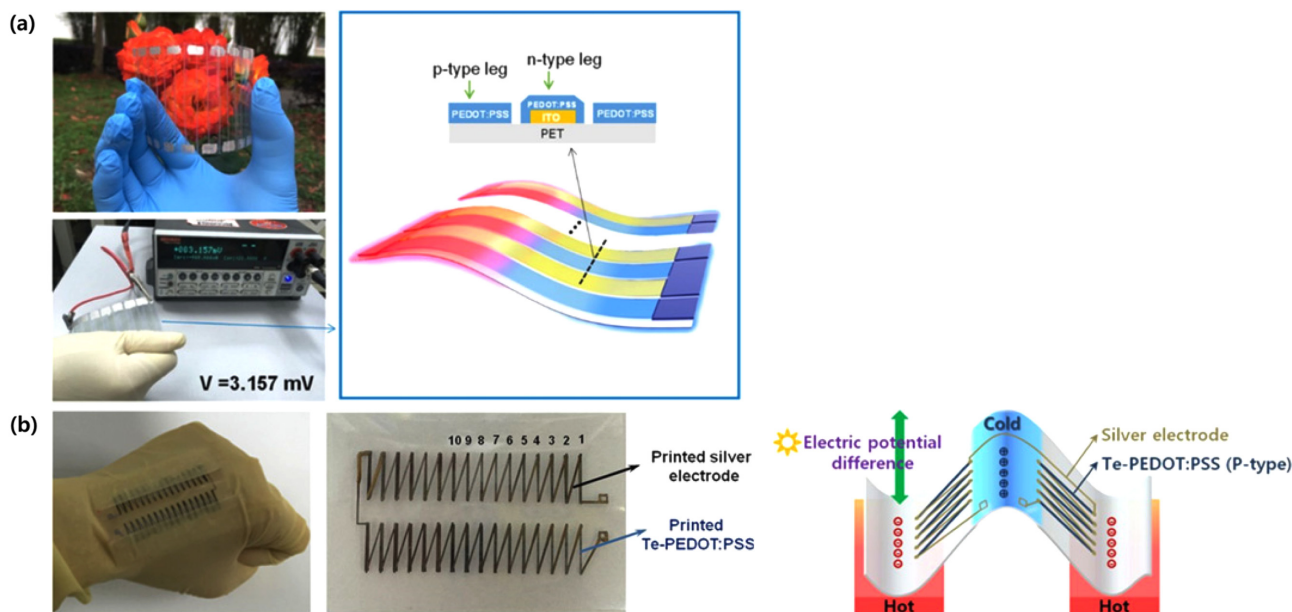 (a)
p-type leg
n-type leg
PEDOT:PSS
PEDOT:PSS
ITO
PEDOT:PSS
PET
+003.157mV
V =3.157 mV
(b)
10 9 8 7 6 5 4 3 2 1
Printed silver
electrode
Printed
Te-PEDOT:PSS
Electric potential
difference
Cold
Silver electrode
Te-PEDOT:PSS (P-type)
Hot
Hot